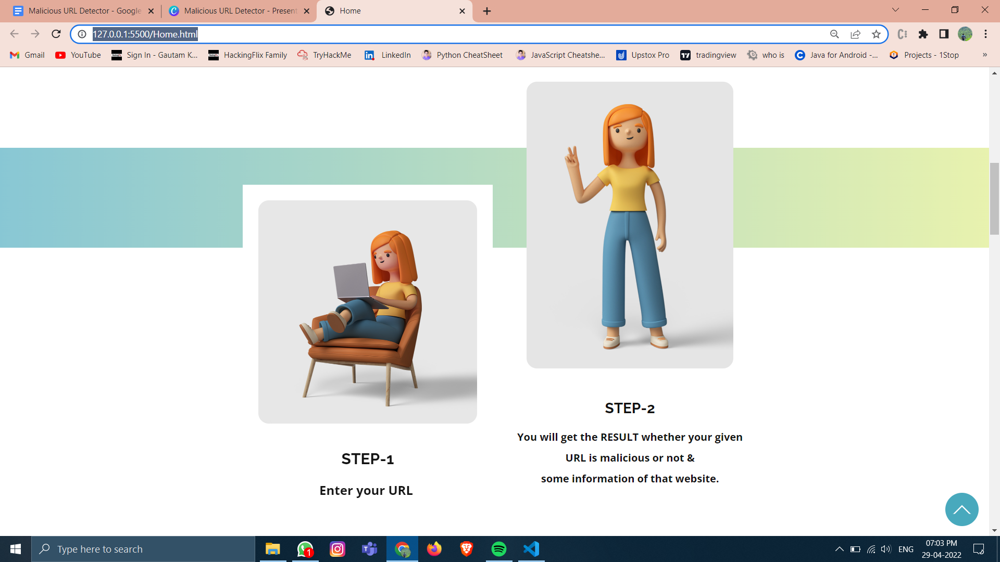 Malicious URL Detector - Google
Malicious URL Detector - Present
Home
127.0.0.1:5500/Home.html
Gmail
YouTube
Sign In - Gautam K...
HackingFlix Family
TryHackMe
LinkedIn
Python CheatSheet
JavaScript Cheatshe...
Upstox Pro
tradingview
who is
Java for Android -...
Projects - 1Stop
»
STEP-1
Enter your URL
STEP-2
You will get the RESULT whether your given
URL is malicious or not &
some information of that website.
Type here to search
1
ENG
07:03 PM
29-04-2022